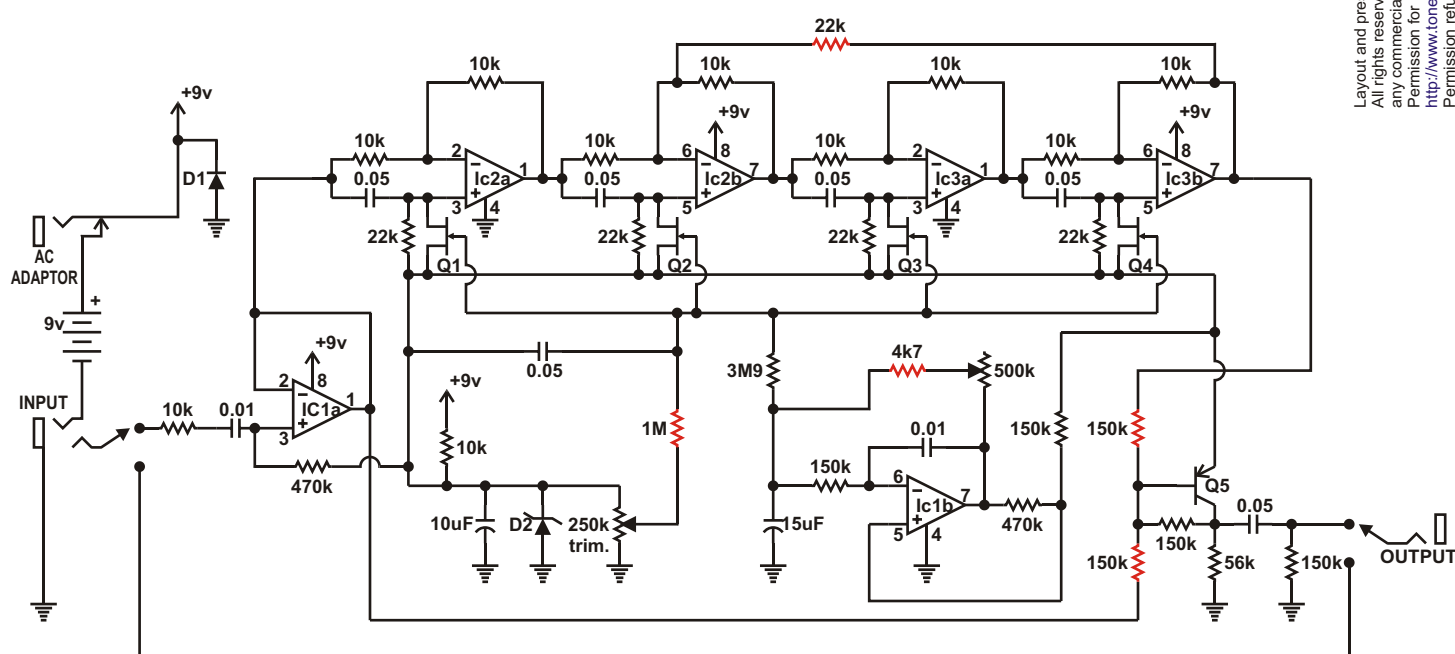 22k
10k
10k
10k
10k
+9v
+9v
+9v
10k
10k
10k
10k
2
1
6
8
7
2
1
6
8
7
D1
0.05
Ic2a
0.05
Ic2b
0.05
Ic3a
0.05
Ic3b
3
4
5
3
4
5
22k
22k
22k
22k
Q1
Q2
Q3
Q4
AC
ADAPTOR
+
9v
+9v
0.05
3M9
4k7
500k
2
8
1
IC1a
3
+9v
INPUT
10k
0.01
470k
10k
1M
10uF
D2
250k
trim.
15uF
150k
0.01
6
7
Ic1b
5
4
470k
150k
150k
150k
150k
Q5
0.05
56k
150k
OUTPUT
Layout and pre
All rights reserv
any commercia
Permission for
http://www.tone
Permission refu